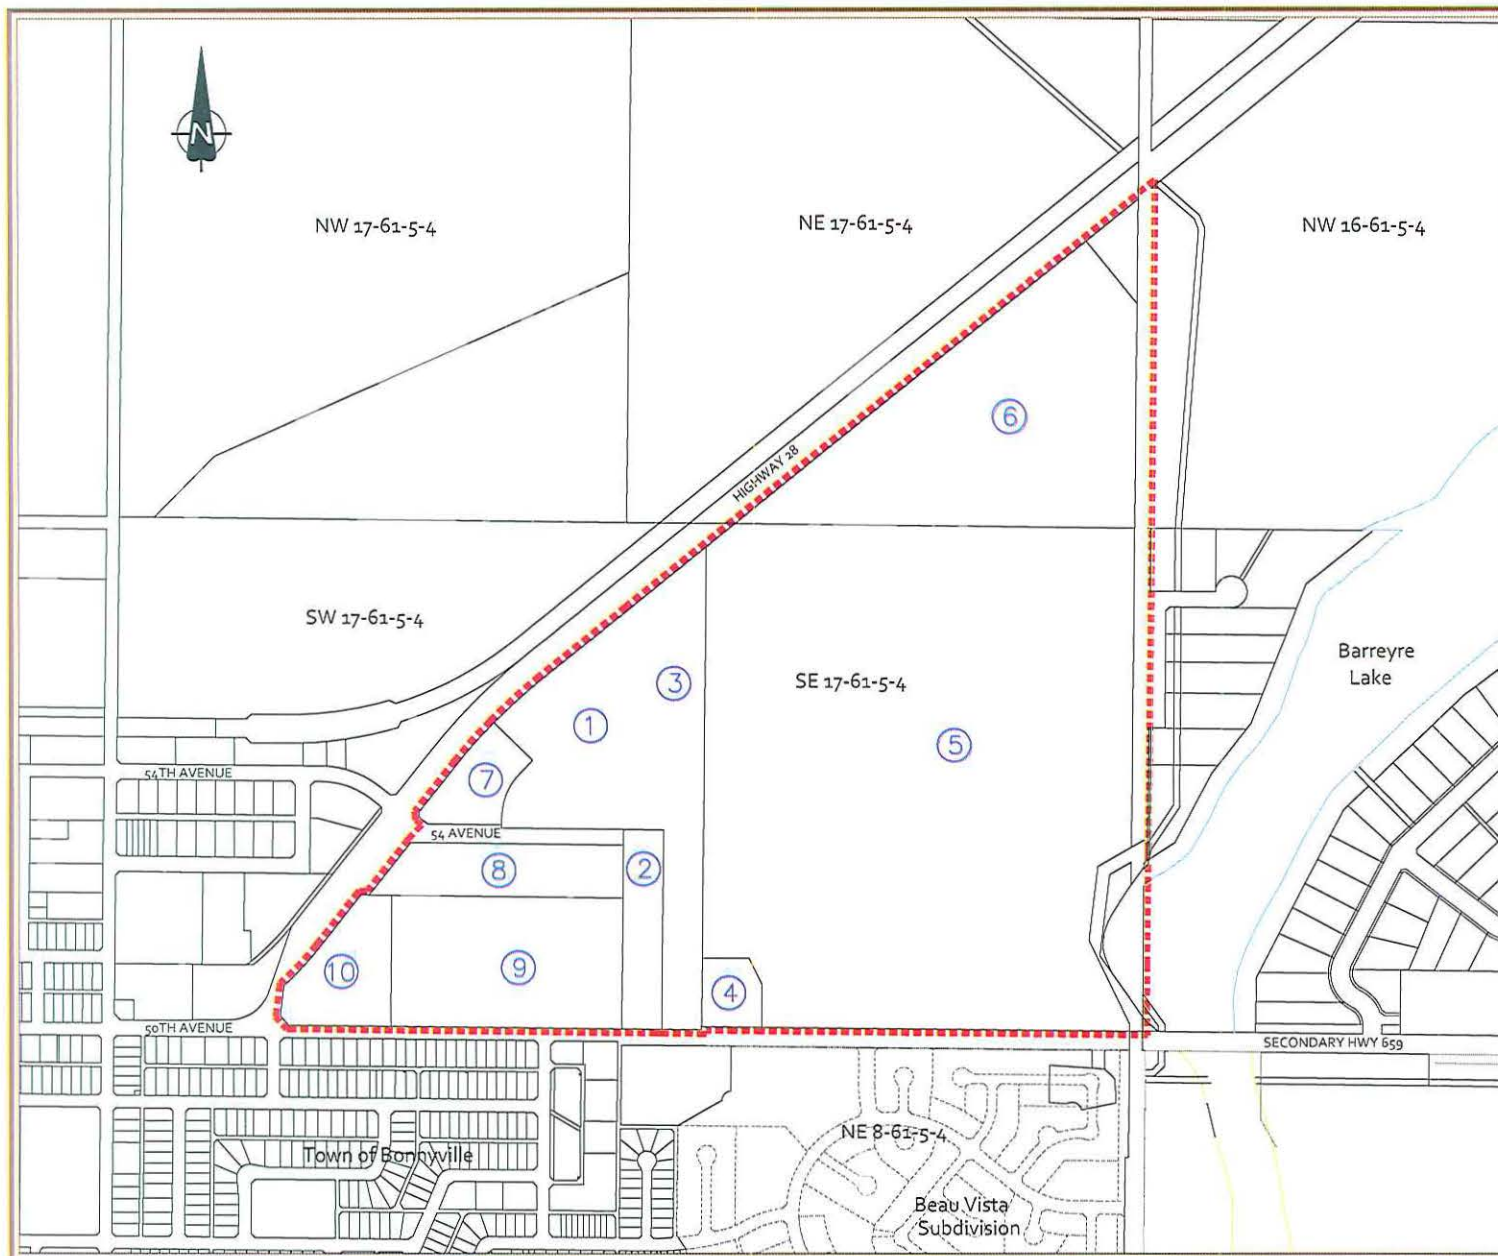 N
NW 17-61-5-4
NE 17-61-5-4
NW 16-61-5-4
6
HIGHWAY 28
SW 17-61-5-4
3
SE 17-61-5-4
Barreyre
Lake
1
5
7
54TH AVENUE
54 AVENUE
8
2
9
10
4
50TH AVENUE
SECONDARY HWY 659
NE 8-61-5-4
Town of Bonnyville
Beau Vista
Subdivision